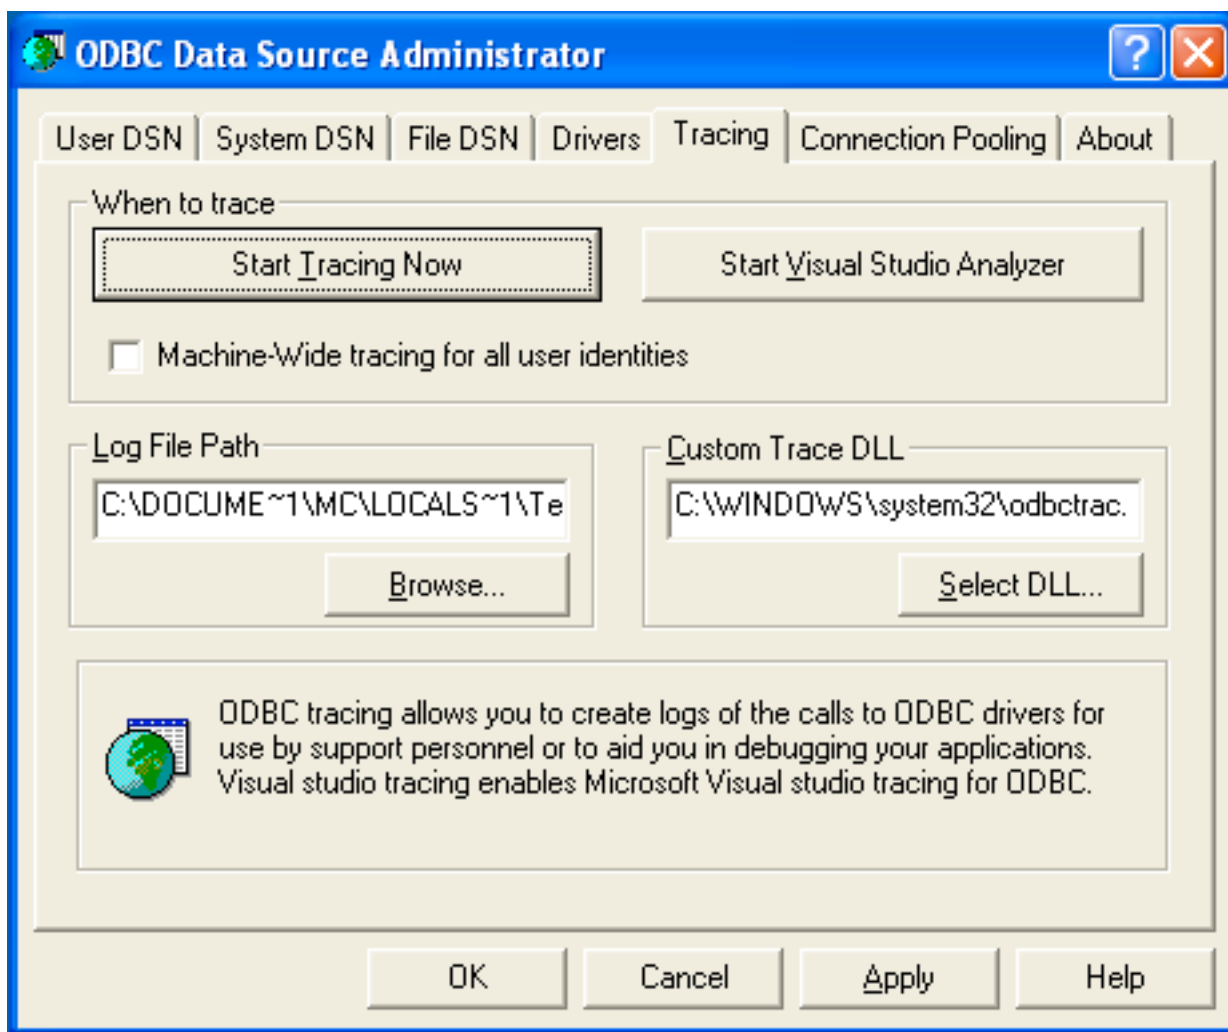 ODBC Data Source Administrator
User DSN System DSN File DSN Drivers Tracing Connection Pooling About
When to trace
Start Tracing Now Start Visual Studio Analyzer
Machine-Wide tracing for all user identities
Log File Path Custom Trace DLL
C:\DOCUME~1\MC\LOCALS~1\Te C:\WINDOWS\system32\odbctrac.
Browse... Select DLL...
ODBC tracing allows you to create logs of the calls to ODBC drivers for
use by support personnel or to aid you in debugging your applications.
Visual studio tracing enables Microsoft Visual studio tracing for ODBC.
OK Cancel Apply Help